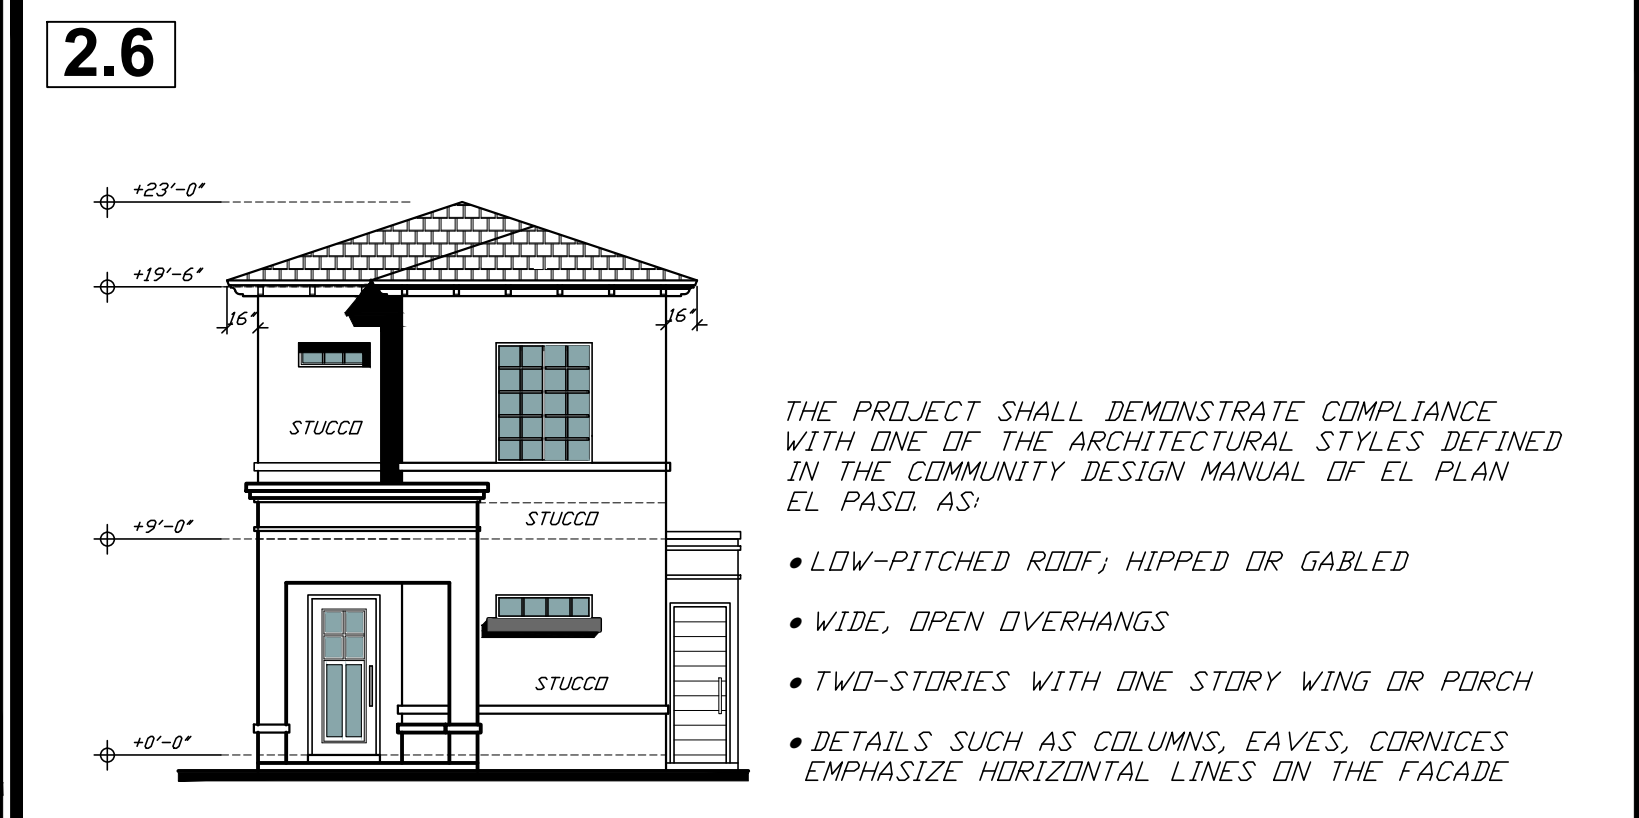 2.6
+23'-0"
+19'-6"
16"
16"
STUCCO
+9'-0"
STUCCO
STUCCO
+0'-0"
THE PROJECT SHALL DEMONSTRATE COMPLIANCE
WITH ONE OF THE ARCHITECTURAL STYLES DEFINED
IN THE COMMUNITY DESIGN MANUAL OF EL PLAN
EL PASO. AS:
• LOW-PITCHED ROOF; HIPPED OR GABLED
• WIDE, OPEN OVERHANGS
• TWO-STORIES WITH ONE STORY WING OR PORCH
• DETAILS SUCH AS COLUMNS, EAVES, CORNICES
EMPHASIZE HORIZONTAL LINES ON THE FACADE